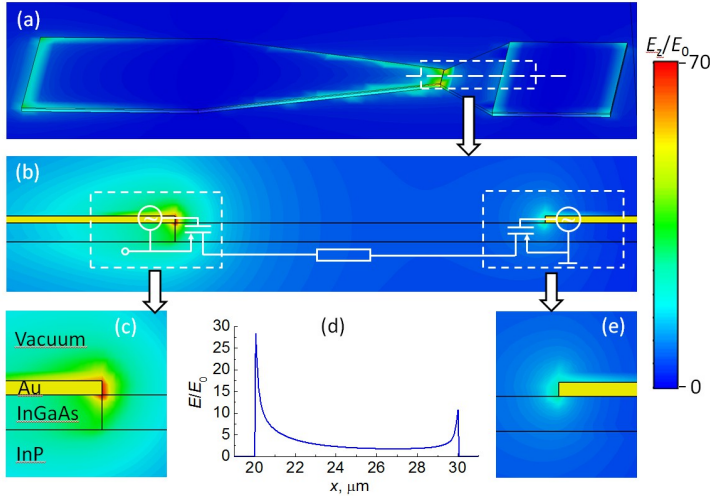 (a)
E_z/E_0
70
(b)
0
(c)
Vacuum
Au
InGaAs
InP
(d)
E/E_0
30
25
20
15
10
5
0
20 22 24 26 28 30
x, μm
(e)
~
~